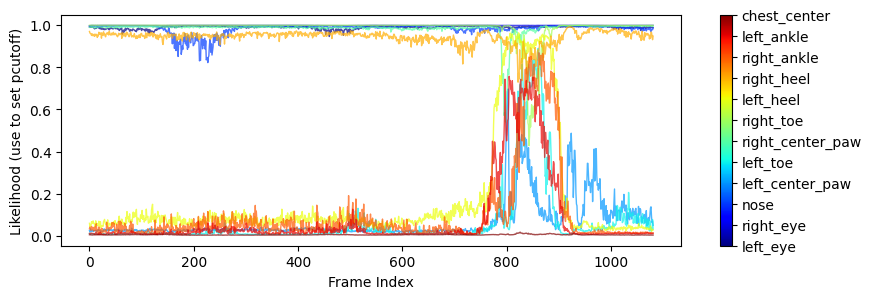 1.0
0.8
0.6
0.4
0.2
0.0
Likelihood (use to set pcutoff)
0
200
400
600
800
1000
Frame Index
chest_center
left_ankle
right_ankle
right_heel
left_heel
right_toe
right_center_paw
left_toe
left_center_paw
nose
right_eye
left_eye